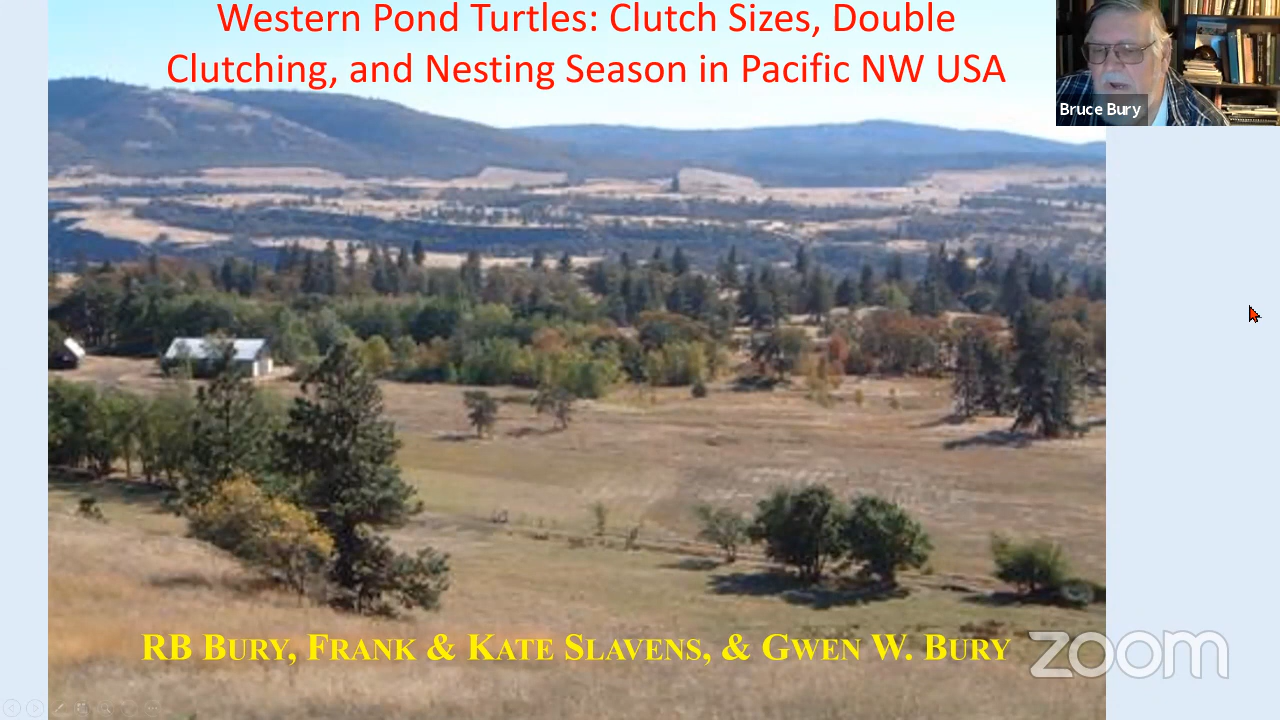 Western Pond Turtles: Clutch Sizes, Double
Clutching, and Nesting Season in Pacific NW USA
Bruce Bury
RB BURY, FRANK & KATE SLAVENS, & GWEN W. BURY
zoom